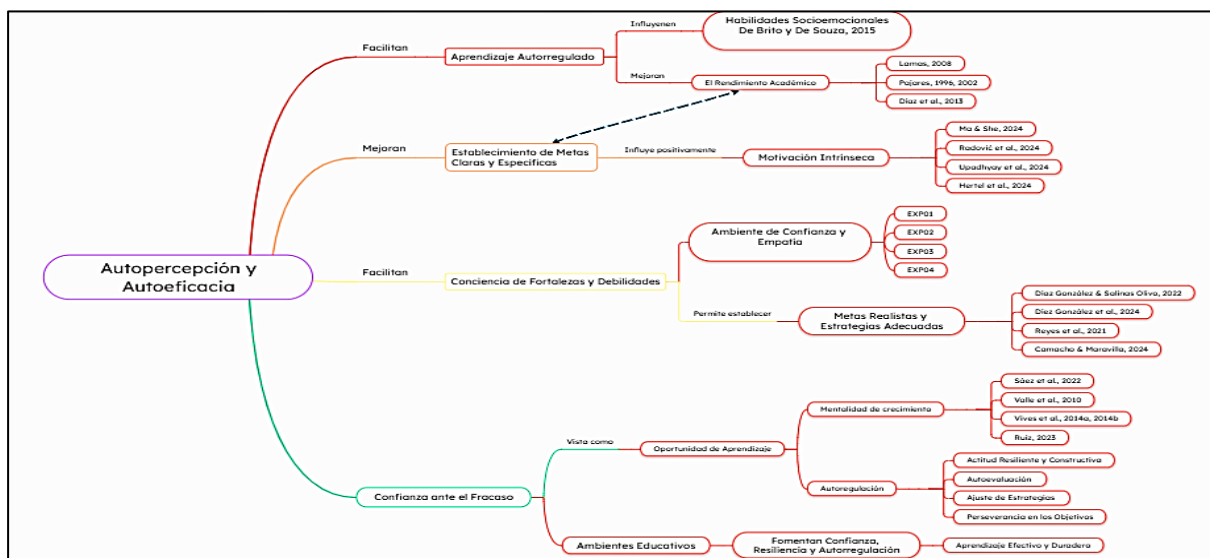 Autopercepción y
Autoeficacia
Facilitan
Aprendizaje Autorregulado
Influyenen
Habilidades Socioemocionales
De Brito y De Souza, 2015
Mejoran
El Rendimiento Académico
Lamas, 2008
Pajares, 1996, 2002
Díaz et al., 2013
Mejoran
Establecimiento de Metas
Claras y Específicas
Influye positivamente
Motivación Intrínseca
Ma & She, 2024
Radović et al., 2024
Upadhyay et al., 2024
Hertel et al., 2024
Facilitan
Conciencia de Fortalezas y Debilidades
Ambiente de Confianza y
Empatía
EXP01
EXP02
EXP03
EXP04
Permite establecer
Metas Realistas y
Estrategias Adecuadas
Díaz González & Salinas Oliva, 2022
Díez González et al., 2024
Reyes et al., 2021
Camacho & Maravilla, 2024
Confianza ante el Fracaso
Vista como
Oportunidad de Aprendizaje
Mentalidad de crecimiento
Sáez et al., 2022
Valle et al., 2010
Vives et al., 2014a, 2014b
Ruiz, 2023
Autoregulación
Actitud Resiliente y Constructiva
Autoevaluación
Ajuste de Estrategias
Perseverancia en los Objetivos
Ambientes Educativos
Fomentan Confianza,
Resiliencia y Autorregulación
Aprendizaje Efectivo y Duradera